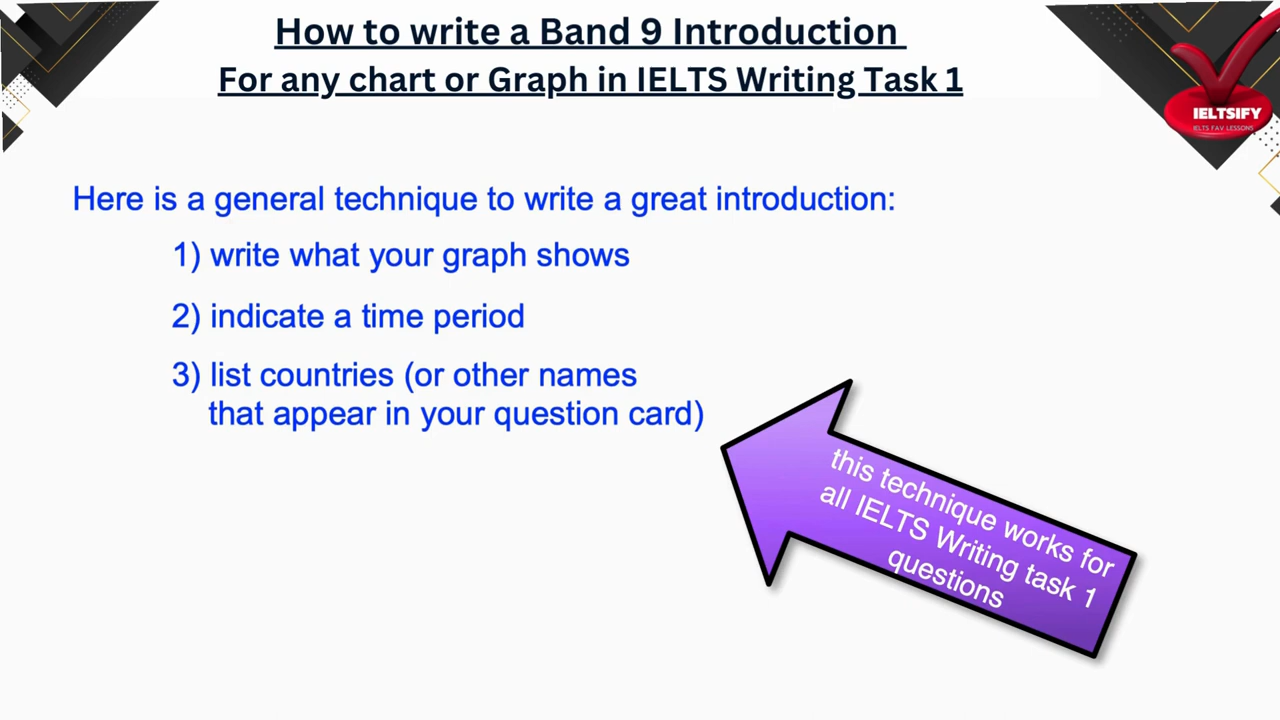 How to write a Band 9 Introduction
For any chart or Graph in IELTS Writing Task 1
IELTSIFY
IELTS FAV LESSONS
Here is a general technique to write a great introduction:
1) write what your graph shows
2) indicate a time period
3) list countries (or other names
that appear in your question card)
this technique works for
all IELTS Writing task 1
questions